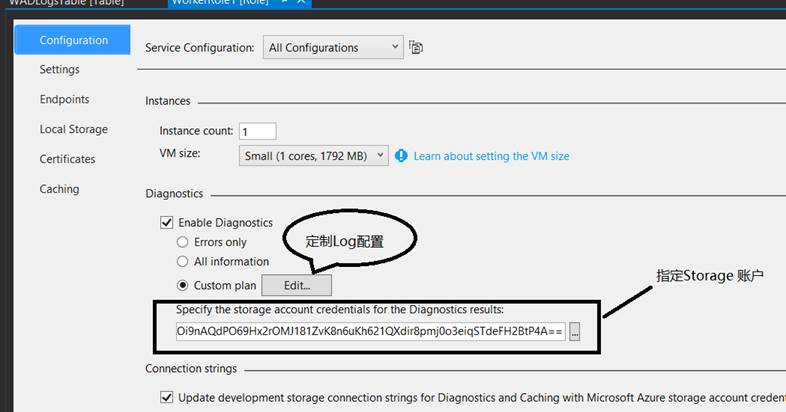 WADLogsTable [Table]
WorkerRole1 [Role]
Configuration
Service Configuration: All Configurations
Settings
Endpoints
Instances
Local Storage
Instance count: 1
Certificates
VM size: Small (1 cores, 1792 MB) Learn about setting the VM size
Caching
Diagnostics
Enable Diagnostics
Errors only
定制Log配置
All information
Custom plan Edit...
指定Storage 账户
Specify the storage account credentials for the Diagnostics results:
Oi9nAQdPO69Hx2rOMJ181ZvK8n6uKh621QXdir8pmj0o3eiqSTdeFH2BtP4A== ...
Connection strings
Update development storage connection strings for Diagnostics and Caching with Microsoft Azure storage account creden